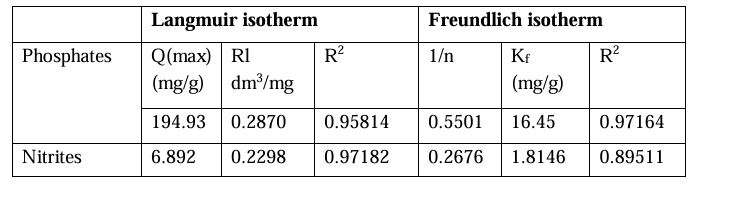 Langmuir isotherm Freundlich isotherm
Phosphates Q(max) Rl R² 1/n Kf R²
(mg/g) dm³/mg (mg/g)
194.93 0.2870 0.95814 0.5501 16.45 0.97164
Nitrites 6.892 0.2298 0.97182 0.2676 1.8146 0.89511